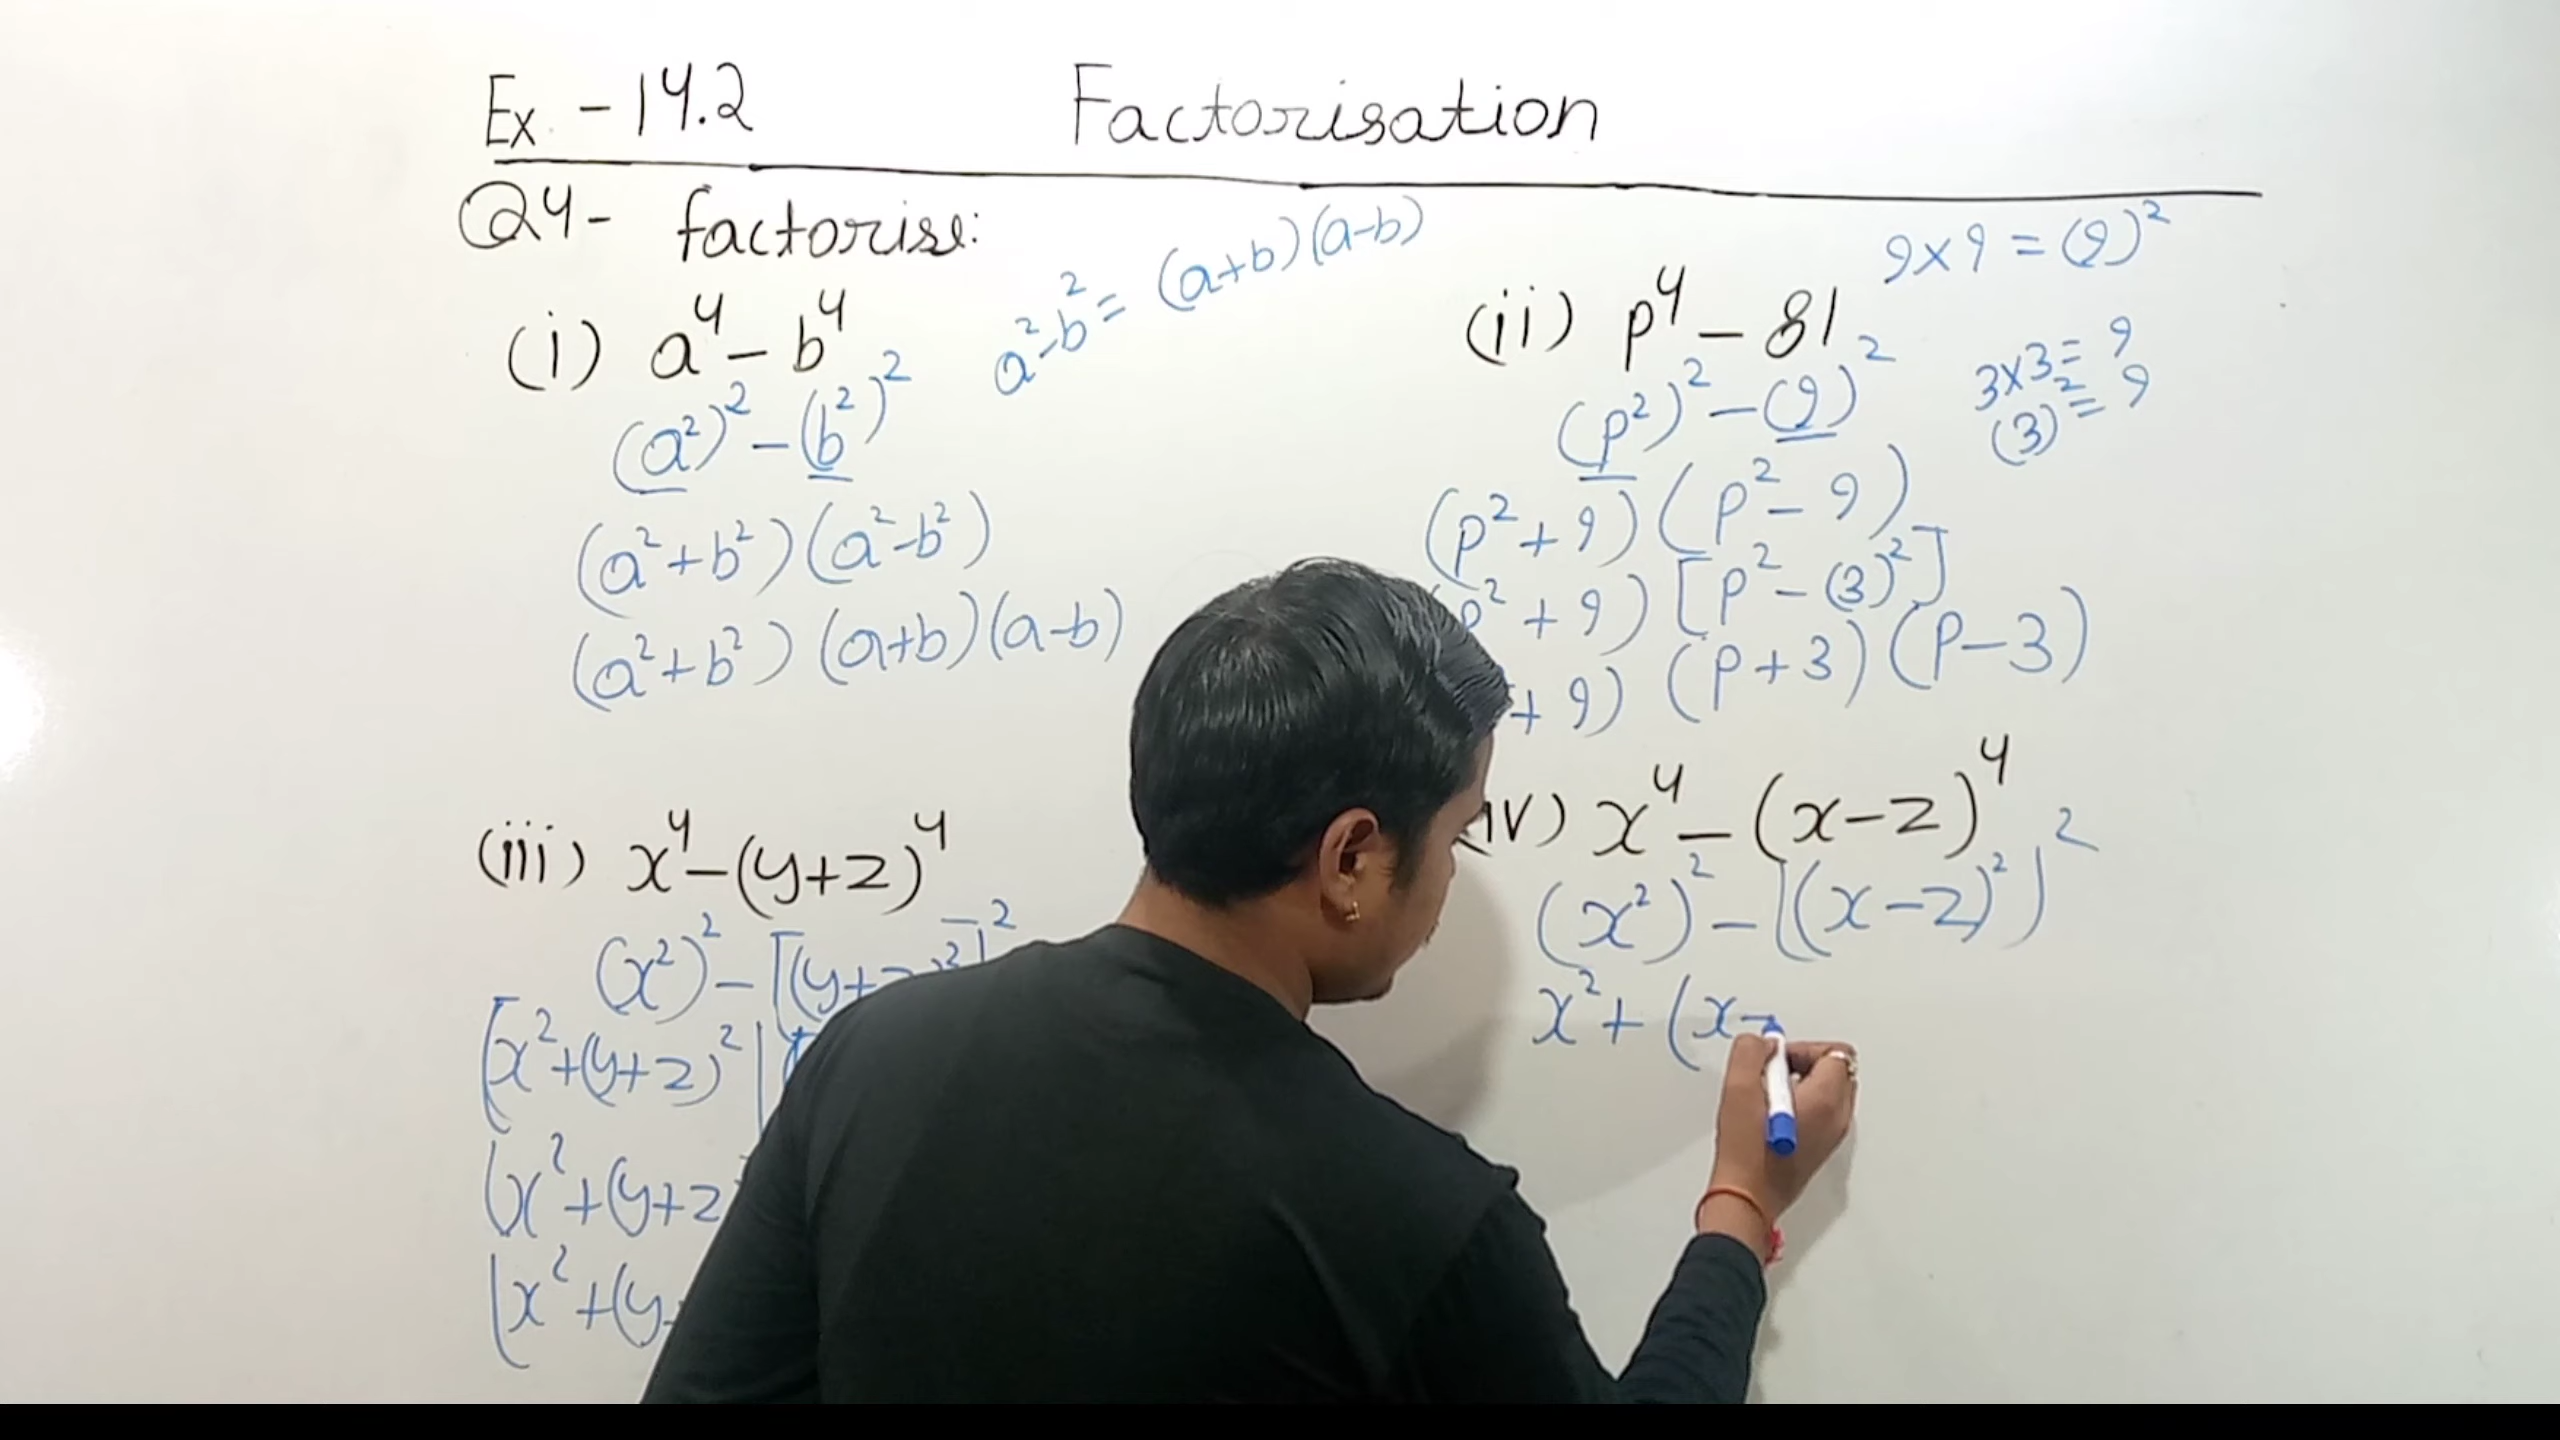 Ex. - 14.2 Factorisation
Q4- factorise:
(i) a⁴ - b⁴
a² - b² = (a+b)(a-b)
(a²)² - (b²)²
(a² + b²)(a² - b²)
(a² + b²)(a+b)(a-b)
(ii) p⁴ - 81
9 x 9 = (9)²
(p²)² - (9)²
3x3 = 9
(3)² = 9
(p² + 9)(p² - 9)
p² + 9)[p² - (3)²]
+ 9)(p + 3)(p - 3)
(iii) x⁴ - (y+z)⁴
(x²)² - [(y+z)²]²
[x² + (y+z)²]
[x² + (y+z
[x² + (y+
(iv) x⁴ - (x-z)⁴
(x²)² - [(x-z)²]²
x² + (x-